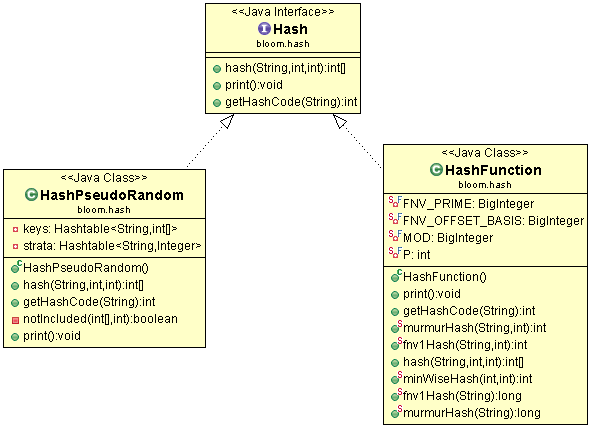 <<Java Interface>>
Hash
bloom.hash
hash(String,int,int):int[]
print():void
getHashCode(String):int
<<Java Class>>
HashPseudoRandom
bloom.hash
keys: Hashtable<String,int[]>
strata: Hashtable<String,Integer>
HashPseudoRandom()
hash(String,int,int):int[]
getHashCode(String):int
notIncluded(int[],int):boolean
print():void
<<Java Class>>
HashFunction
bloom.hash
FNV_PRIME: BigInteger
FNV_OFFSET_BASIS: BigInteger
MOD: BigInteger
P: int
HashFunction()
print():void
getHashCode(String):int
murmurHash(String,int):int
fnv1Hash(String,int):int
hash(String,int,int):int[]
minWiseHash(int,int):int
fnv1Hash(String):long
murmurHash(String):long